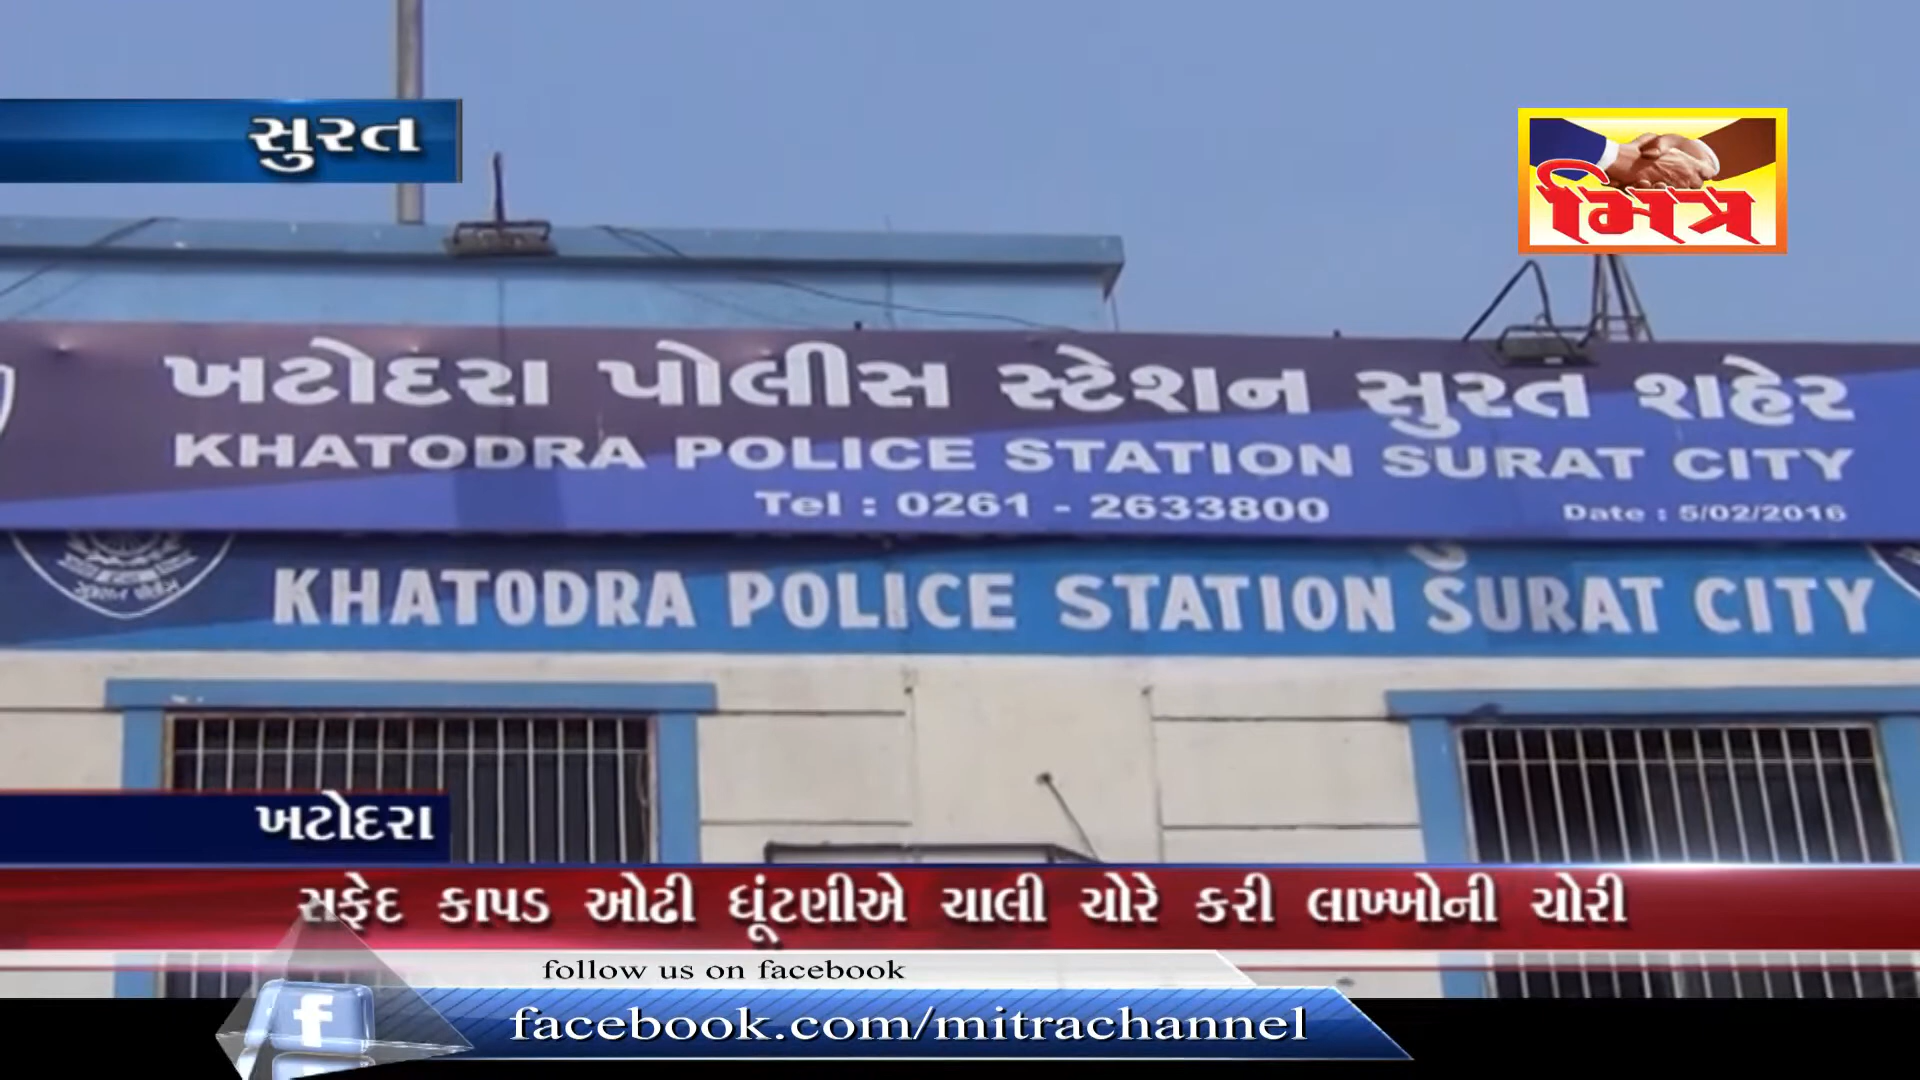 સુરત
મિત્ર
ખટોદરા પોલીસ સ્ટેશન સુરત શહેર
KHATODRA POLICE STATION SURAT CITY
Tel : 0261 - 2633800
Date : 5/02/2016
KHATODRA POLICE STATION SURAT CITY
ખટોદરા
સફેદ કાપડ ઓઢી ધૂંટણીએ ચાલી ચોરે કરી લાખ્ખોની ચોરી
follow us on facebook
facebook.com/mitrachannel